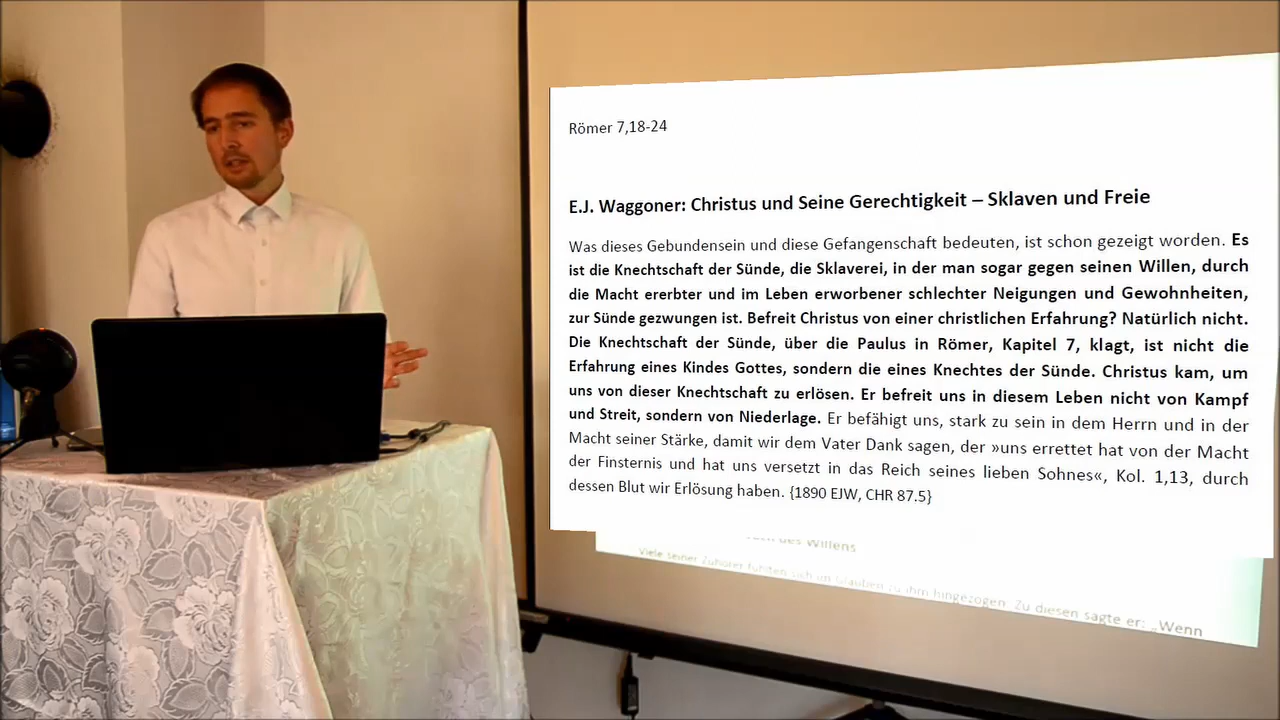 Römer 7,18-24
E.J. Waggoner: Christus und Seine Gerechtigkeit – Sklaven und Freie
Was dieses Gebundensein und diese Gefangenschaft bedeuten, ist schon gezeigt worden. Es
ist die Knechtschaft der Sünde, die Sklaverei, in der man sogar gegen seinen Willen, durch
die Macht ererbter und im Leben erworbener schlechter Neigungen und Gewohnheiten,
zur Sünde gezwungen ist. Befreit Christus von einer christlichen Erfahrung? Natürlich nicht.
Die Knechtschaft der Sünde, über die Paulus in Römer, Kapitel 7, klagt, ist nicht die
Erfahrung eines Kindes Gottes, sondern die eines Knechtes der Sünde. Christus kam, um
uns von dieser Knechtschaft zu erlösen. Er befreit uns in diesem Leben nicht von Kampf
und Streit, sondern von Niederlage. Er befähigt uns, stark zu sein in dem Herrn und in der
Macht seiner Stärke, damit wir dem Vater Dank sagen, der »uns errettet hat von der Macht
der Finsternis und hat uns versetzt in das Reich seines lieben Sohnes«, Kol. 1,13, durch
dessen Blut wir Erlösung haben. {1890 EJW, CHR 87.5}
des Willens
Viele seiner Zuhörer fühlten sich im Glauben zu ihm hingezogen. Zu diesen sagte er: „Wenn